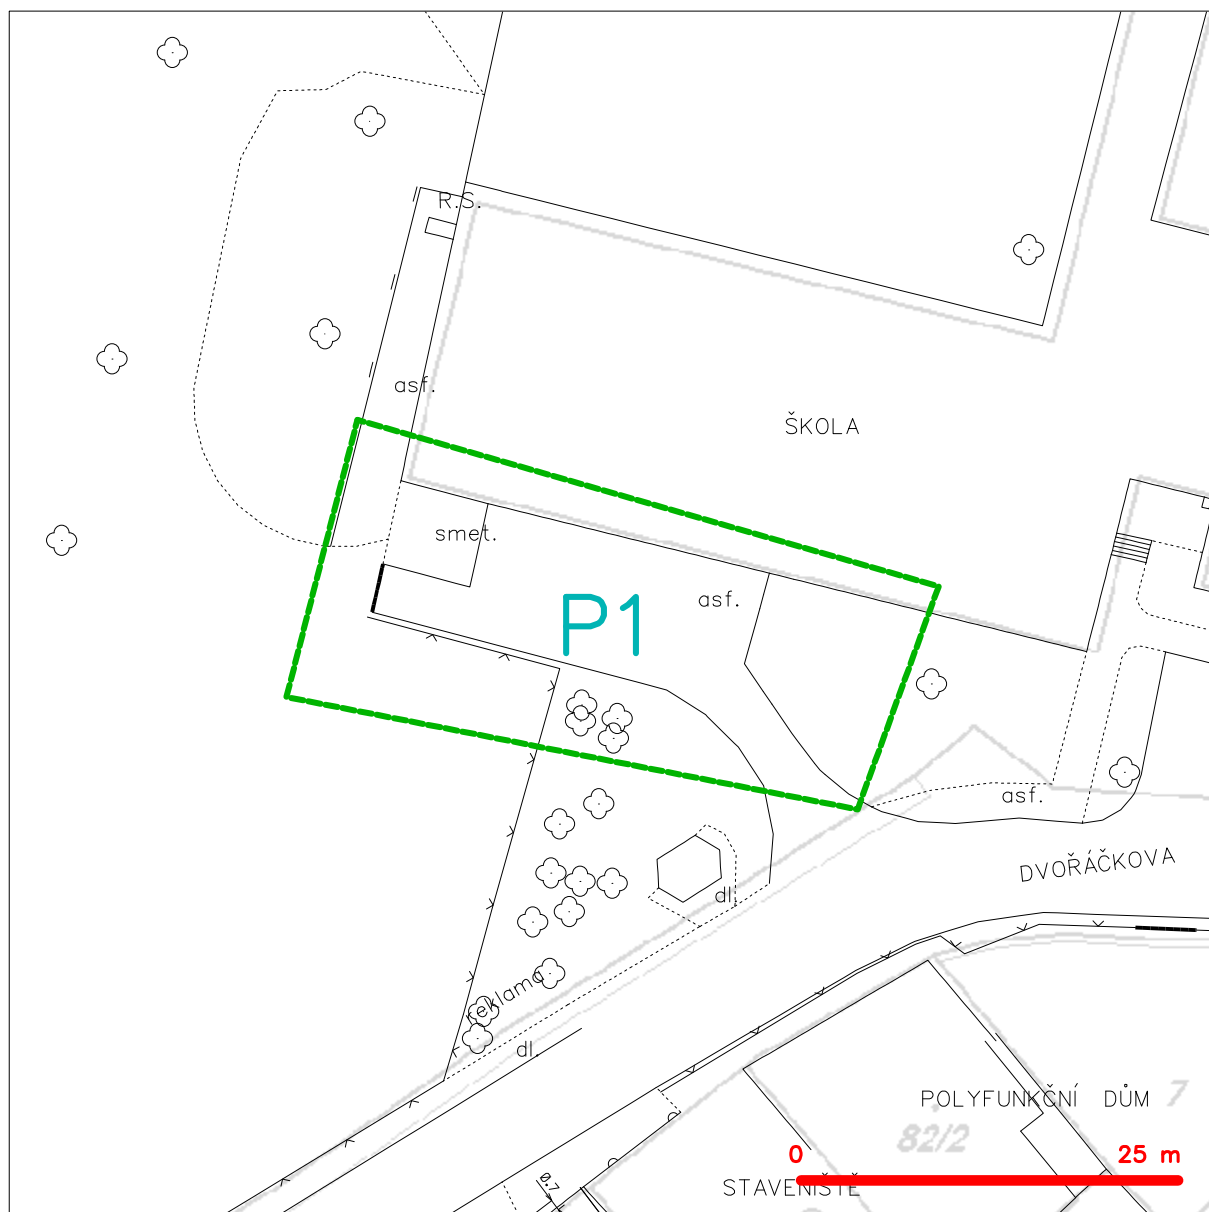 R.S.
asf.
ŠKOLA
smet.
asf.
P1
asf.
DVOŘÁČKOVA
dl.
reklama
dl.
POLYFUNKČNÍ DŮM 7
82/2
0 25 m
0.7
STAVENIŠTĚ